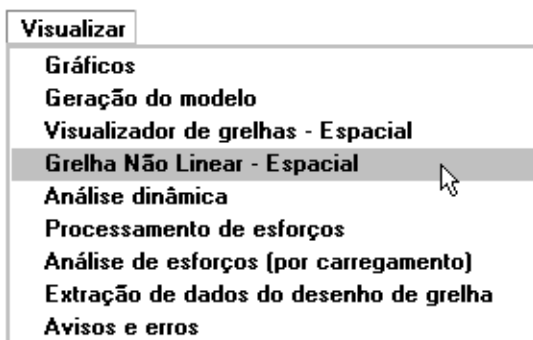 Visualizar
Gráficos
Geração do modelo
Visualizador de grelhas - Espacial
Grelha Não Linear - Espacial
Análise dinâmica
Processamento de esforços
Análise de esforços (por carregamento)
Extração de dados do desenho de grelha
Avisos e erros